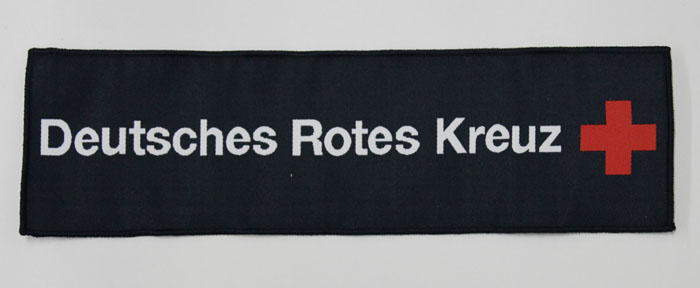 Deutsches Rotes Kreuz